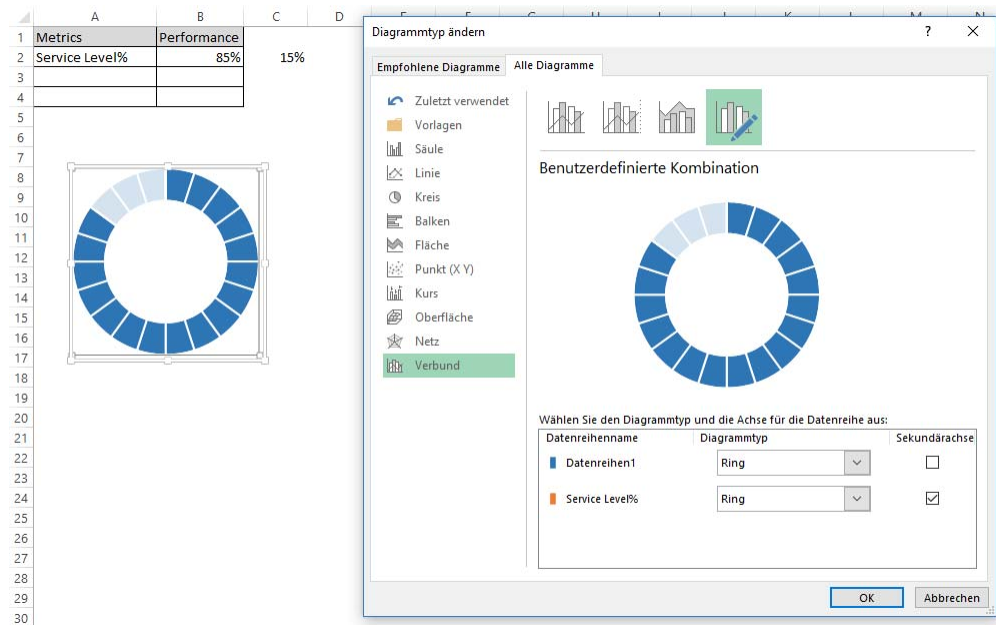 A B C D
1 Metrics Performance
2 Service Level% 85% 15%
3
4
5
6
7
8
9
10
11
12
13
14
15
16
17
18
19
20
21
22
23
24
25
26
27
28
29
30
Diagrammtyp ändern ?
Empfohlene Diagramme Alle Diagramme
Zuletzt verwendet
Vorlagen
Säule
Linie
Kreis
Balken
Fläche
Punkt (X Y)
Kurs
Oberfläche
Netz
Verbund
Benutzerdefinierte Kombination
Wählen Sie den Diagrammtyp und die Achse für die Datenreihe aus:
Datenreihenname Diagrammtyp Sekundärachse
Datenreihen1 Ring
Service Level% Ring
OK Abbrechen